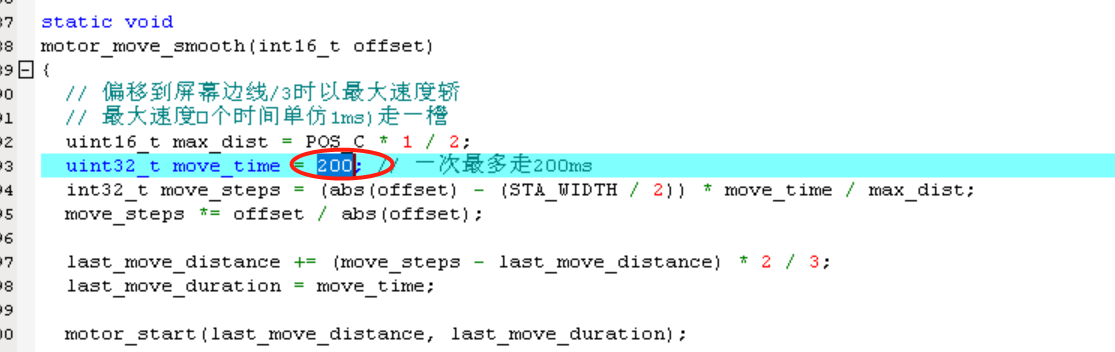 87 static void
88 motor_move_smooth(int16_t offset)
89 {
90 // 偏移到屏幕边线/3时以最大速度轿
91 // 最大速度□个时间单仿1ms)走一穞
92 uint16_t max_dist = POS_C * 1 / 2;
93 uint32_t move_time = 200; // 一次最多走200ms
94 int32_t move_steps = (abs(offset) - (STA_WIDTH / 2)) * move_time / max_dist;
95 move_steps *= offset / abs(offset);
96
97 last_move_distance += (move_steps - last_move_distance) * 2 / 3;
98 last_move_duration = move_time;
99
00 motor_start(last_move_distance, last_move_duration);